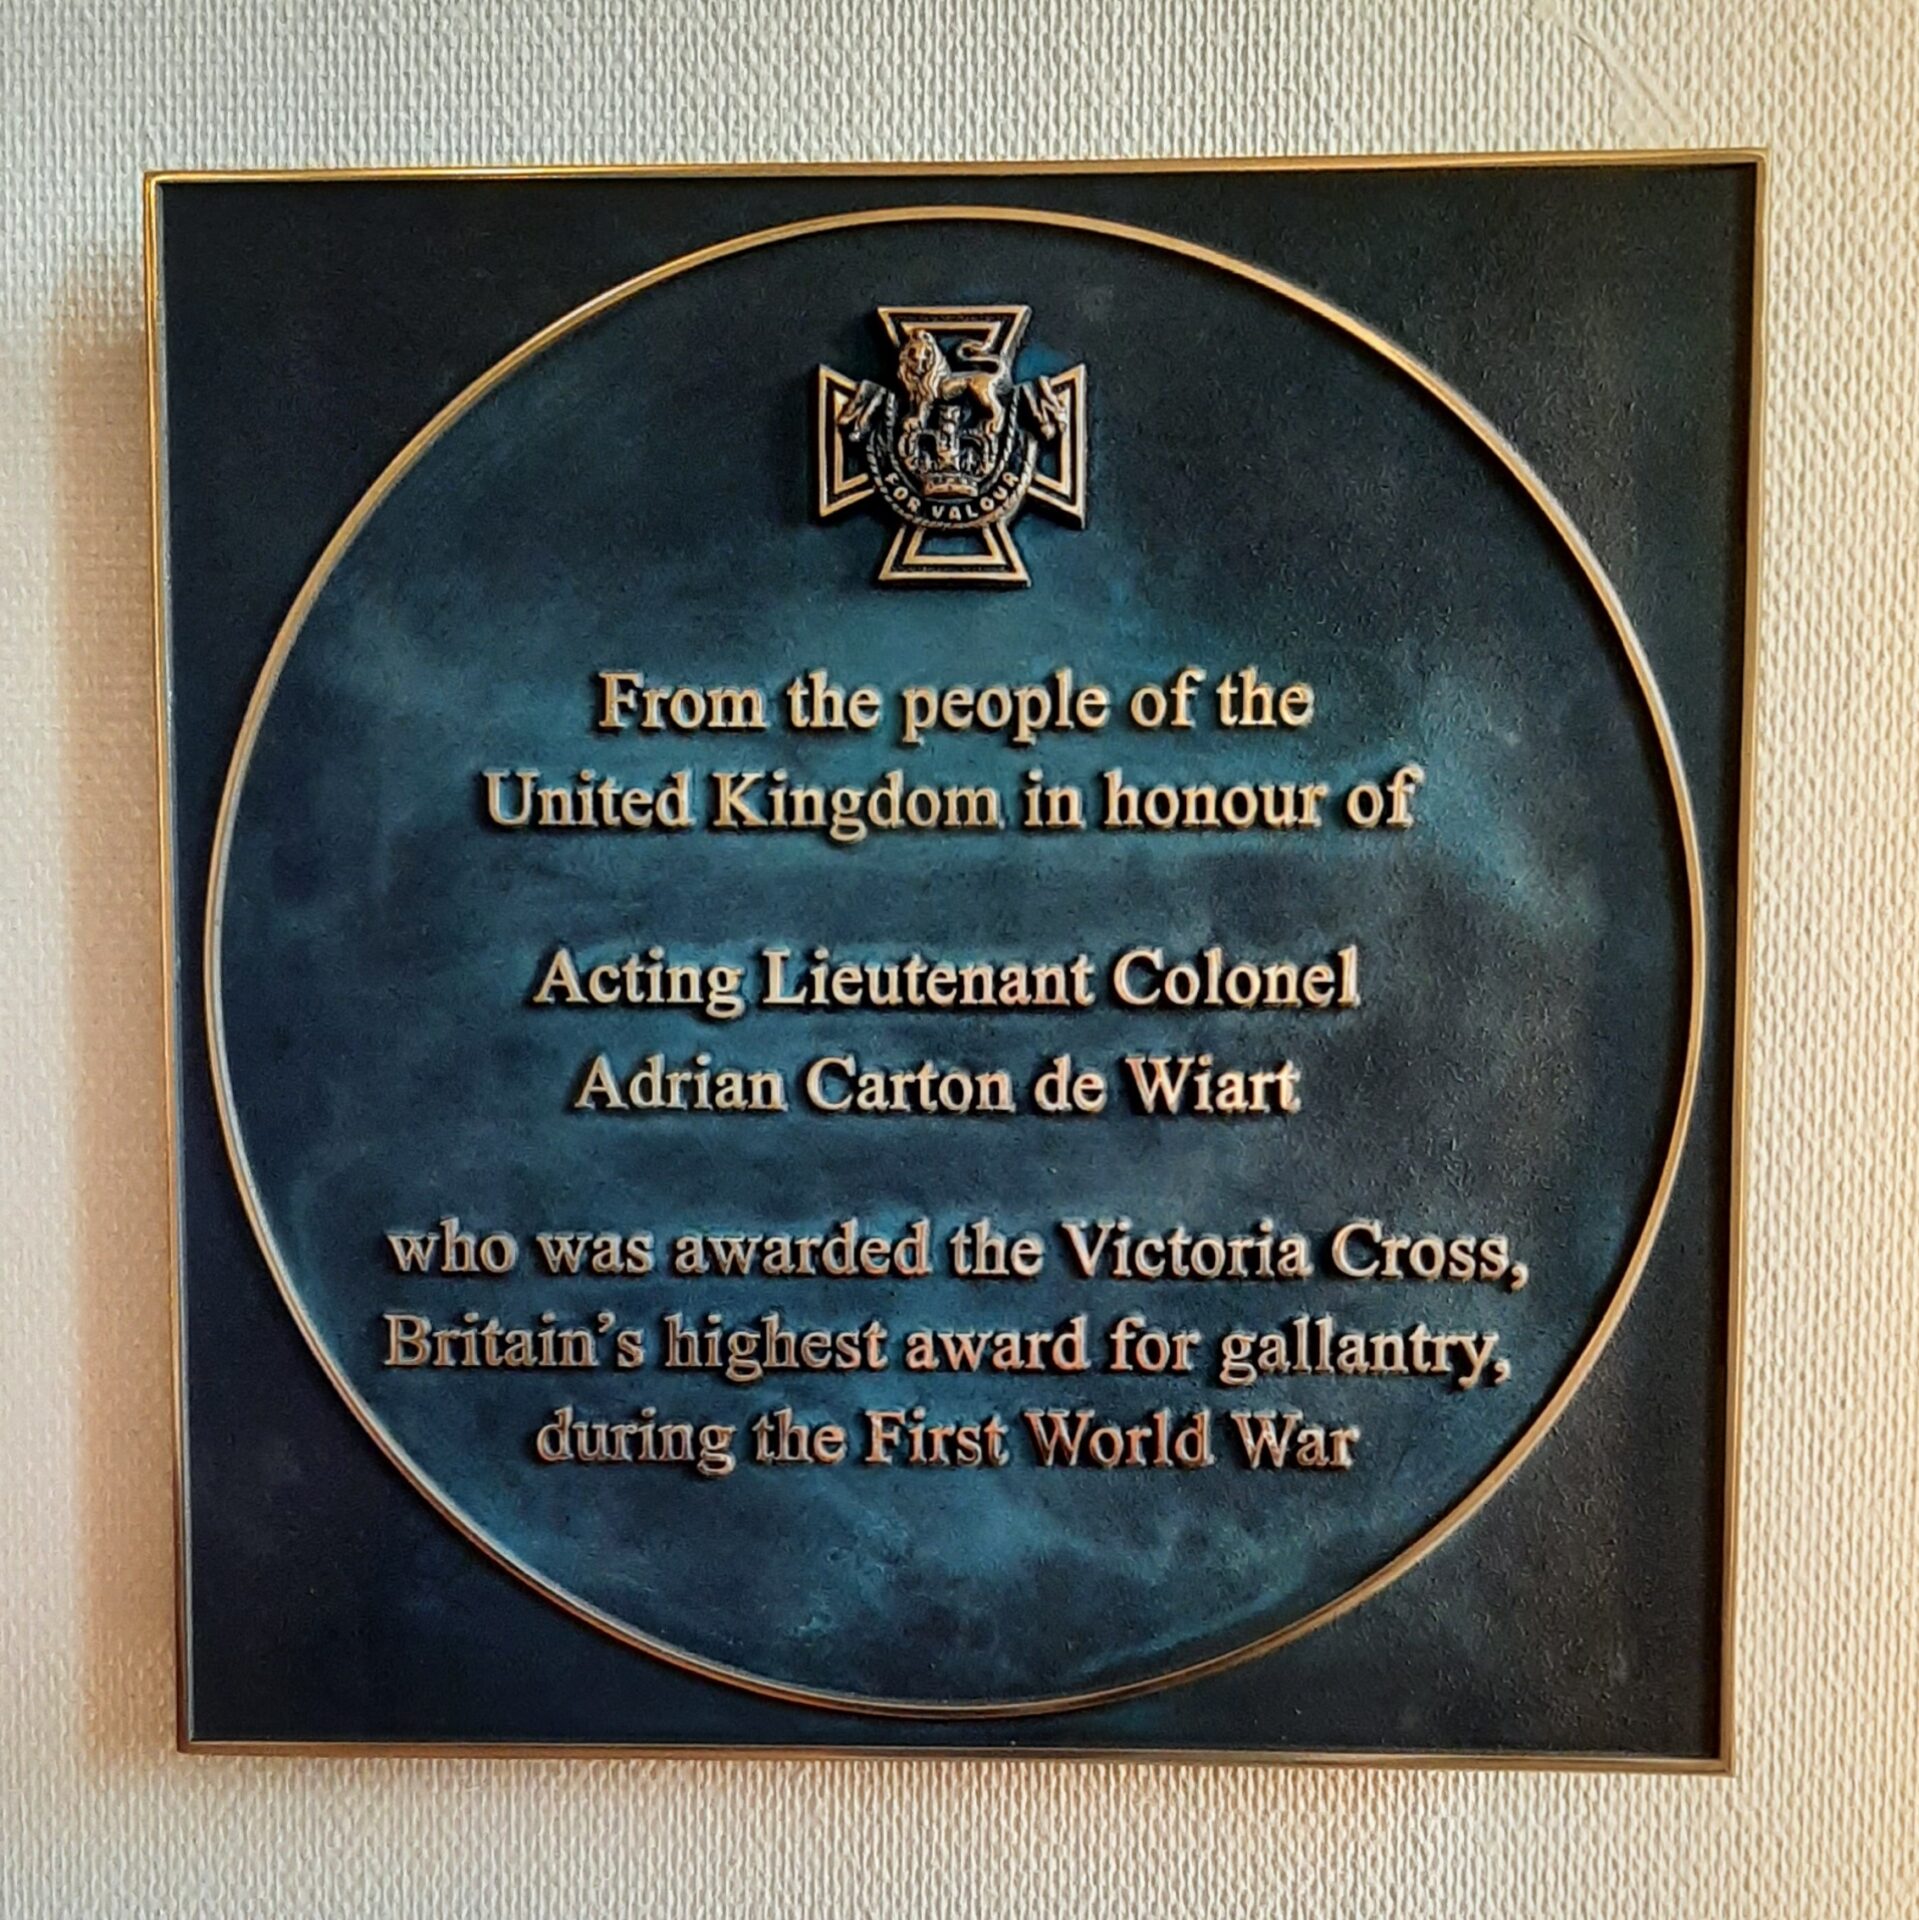 FOR VALOUR
From the people of the
United Kingdom in honour of
Acting Lieutenant Colonel
Adrian Carton de Wiart
who was awarded the Victoria Cross,
Britain's highest award for gallantry,
during the First World War